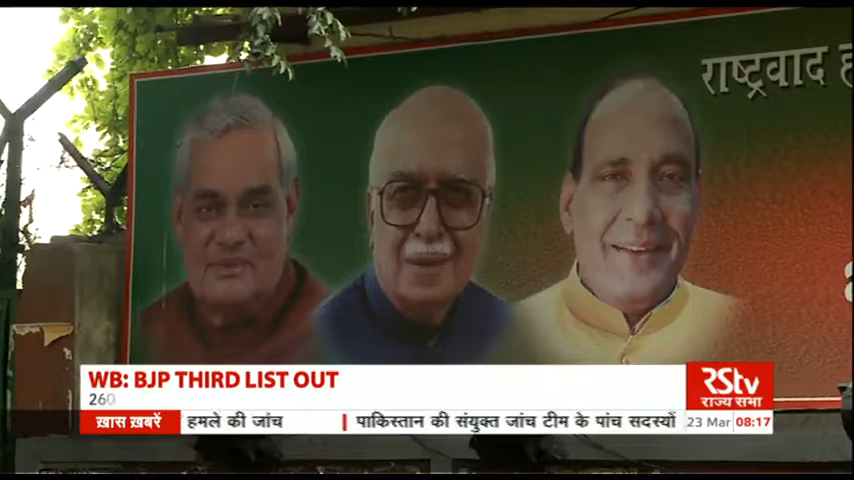 राष्ट्रवाद
WB: BJP THIRD LIST OUT
260
RStv
राज्य सभा
ख़ास ख़बरें
हमले की जांच
पाकिस्तान की संयुक्त जांच टीम के पांच सदस्यों
23 Mar 08:17